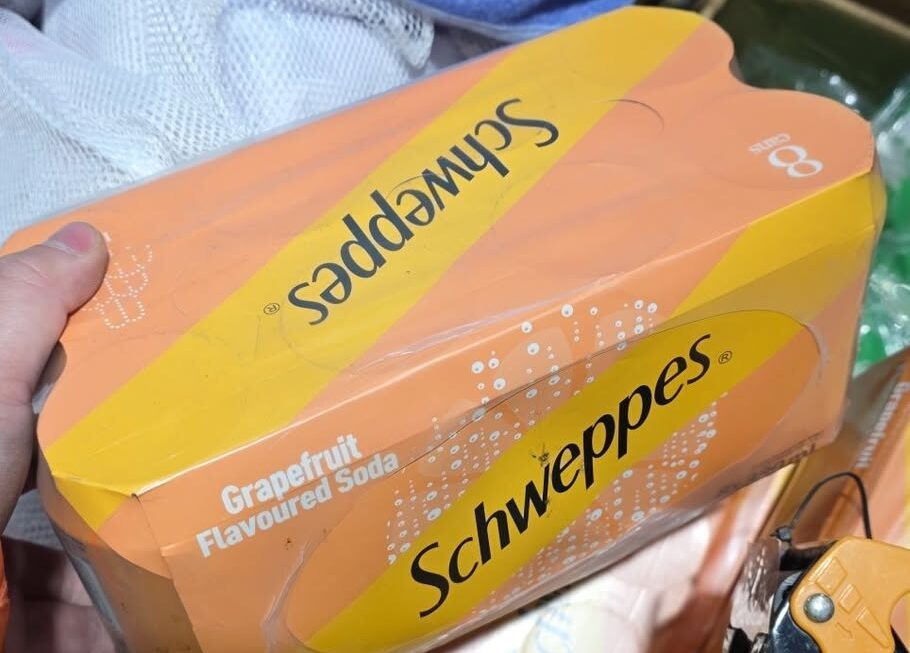 Schweppes®
8
cans
Grapefruit
Flavoured Soda
Schweppes®